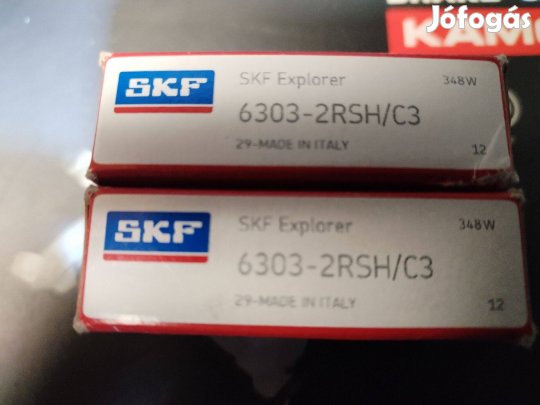 Jófogás
KAM
SKF
SKF Explorer
348W
6303-2RSH/C3
29-MADE IN ITALY
12
SKF
SKF Explorer
348W
6303-2RSH/C3
29-MADE IN ITALY
12